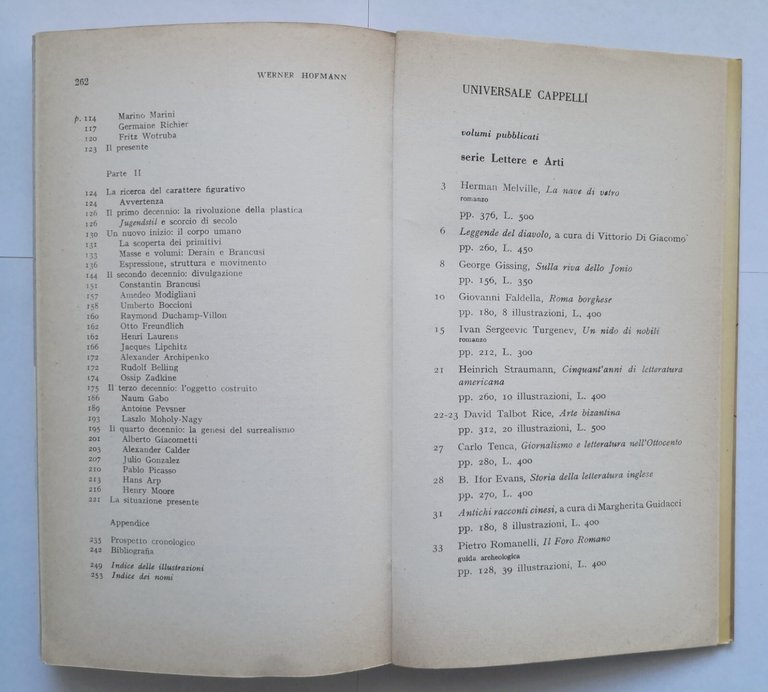 262
WERNER HOFMANN
p. 114 Marino Marini
117 Germaine Richier
120 Fritz Wotruba
123 Il presente
Parte II
124 La ricerca del carattere figurativo
124 Avvertenza
126 Il primo decennio: la rivoluzione della plastica
126 Jugendstil e scorcio di secolo
130 Un nuovo inizio: il corpo umano
131 La scoperta dei primitivi
133 Masse e volumi: Derain e Brancusi
136 Espressione, struttura e movimento
144 Il secondo decennio: divulgazione
151 Constantin Brancusi
157 Amedeo Modigliani
158 Umberto Boccioni
160 Raymond Duchamp-Villon
162 Otto Freundlich
162 Henri Laurens
166 Jacques Lipchitz
172 Alexander Archipenko
172 Rudolf Belling
174 Ossip Zadkine
175 Il terzo decennio: l'oggetto costruito
186 Naum Gabo
189 Antoine Pevsner
193 Laszlo Moholy-Nagy
195 Il quarto decennio: la genesi del surrealismo
201 Alberto Giacometti
203 Alexander Calder
207 Julio Gonzalez
210 Pablo Picasso
213 Hans Arp
216 Henry Moore
221 La situazione presente
Appendice
235 Prospetto cronologico
242 Bibliografia
249 Indice delle illustrazioni
253 Indice dei nomi
UNIVERSALE CAPPELLI
volumi pubblicati
serie Lettere e Arti
3 Herman Melville, La nave di vetro
romanzo
pp. 376, L. 500
6 Leggende del diavolo, a cura di Vittorio Di Giacomo
pp. 260, L. 450
8 George Gissing, Sulla riva dello Jonio
pp. 156, L. 350
10 Giovanni Faldella, Roma borghese
pp. 180, 8 illustrazioni, L. 400
15 Ivan Sergeevic Turgenev, Un nido di nobili
romanzo
pp. 212, L. 300
21 Heinrich Straumann, Cinquant'anni di letteratura
americana
pp. 260, 10 illustrazioni, L. 400
22-23 David Talbot Rice, Arte bizantina
pp. 312, 20 illustrazioni, L. 500
27 Carlo Tenca, Giornalismo e letteratura nell'Ottocento
pp. 280, L. 400
28 B. Ifor Evans, Storia della letteratura inglese
pp. 270, L. 400
31 Antichi racconti cinesi, a cura di Margherita Guidacci
pp. 180, 8 illustrazioni, L. 400
33 Pietro Romanelli, Il Foro Romano
guida archeologica
pp. 128, 39 illustrazioni, L. 400